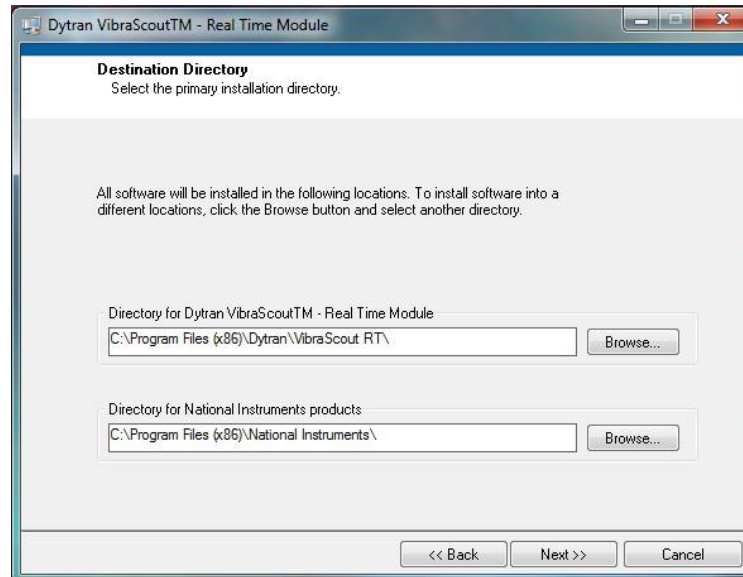 Dytran VibraScoutTM - Real Time Module
Destination Directory
Select the primary installation directory.
All software will be installed in the following locations. To install software into a
different locations, click the Browse button and select another directory.
Directory for Dytran VibraScoutTM - Real Time Module
C:\Program Files (x86)\Dytran\VibraScout RT\
Browse...
Directory for National Instruments products
C:\Program Files (x86)\National Instruments\
Browse...
<< Back
Next >>
Cancel